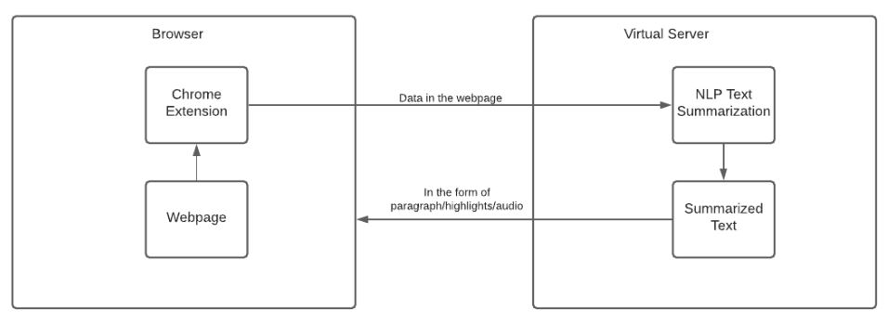 Browser
Virtual Server
Chrome
Extension
Data in the webpage
NLP Text
Summarization
Webpage
In the form of
paragraph/highlights/audio
Summarized
Text